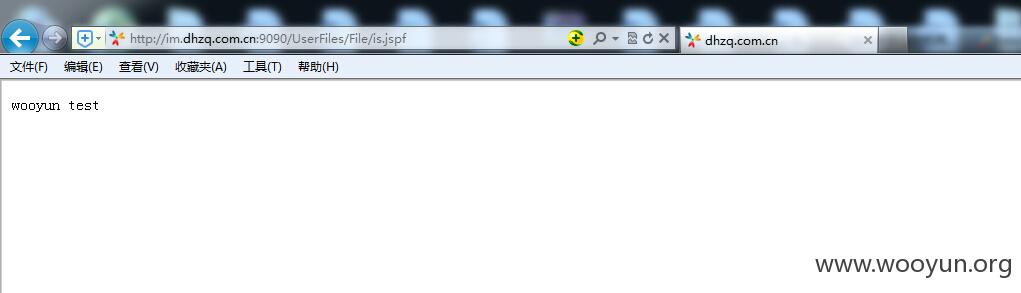 http://im.dhzq.com.cn:9090/UserFiles/File/is.jspf
dhzq.com.cn
文件(F) 编辑(E) 查看(V) 收藏夹(A) 工具(T) 帮助(H)
wooyun test
www.wooyun.org